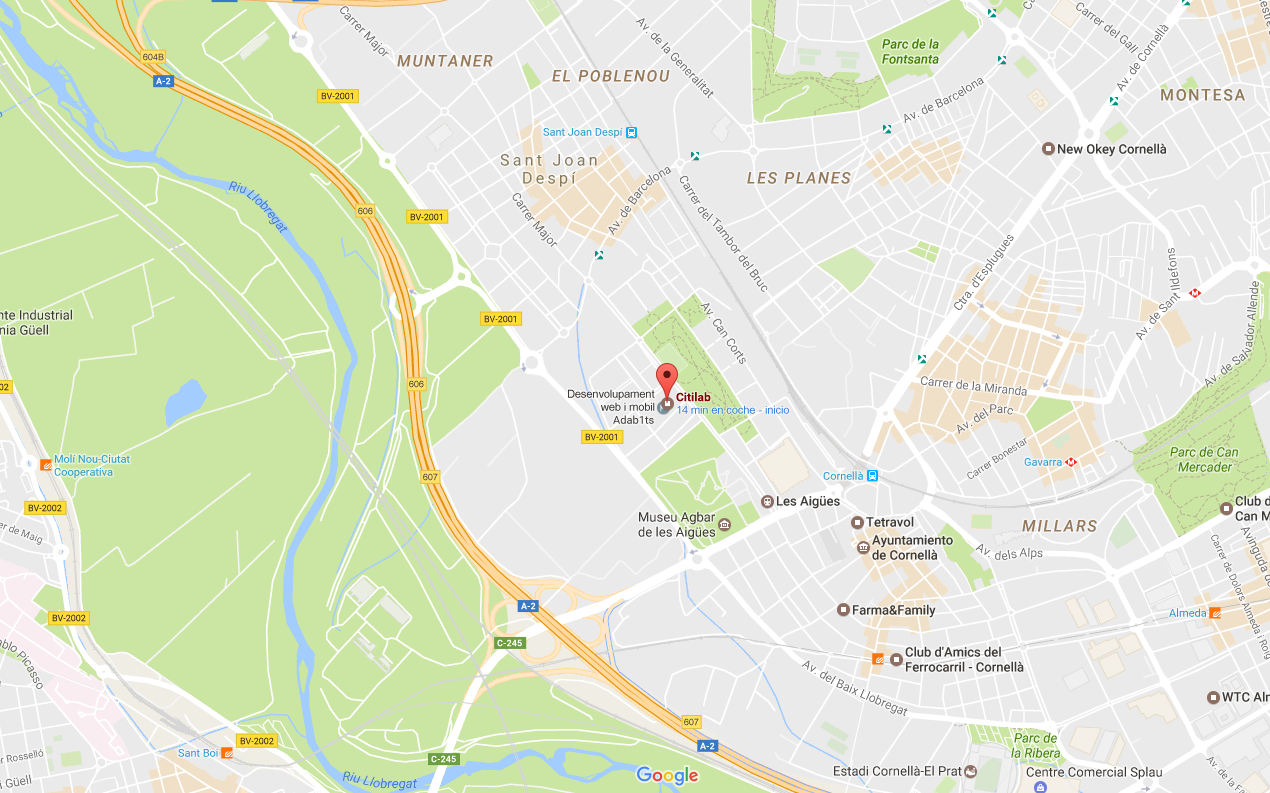 Carrer Major
604B
A-2
MUNTANER
EL POBLENOU
Av. de la Generalitat
Parc de la
Fontsanta
Carrer del Gall
Av. de Cornellà
MONTESA
BV-2001
Av. de Barcelona
Sant Joan Despí
New Okey Cornellà
Sant Joan
Despí
LES PLANES
Riu Llobregat
606
BV-2001
Carrer Major
Av. de Barcelona
Carrer del Tambor del Bruc
Ctra. d'Esplugues
Av. de Sant Ildefons
Av. de Salvador Allende
nte Industrial
nia Güell
BV-2001
Av. Can Corts
02
606
Desenvolupament
web i mobil
Adab1ts
Citilab
14 min en coche - inicio
Carrer de la Miranda
Av. del Parc
BV-2001
Carrer Bonestar
Gavarra
Parc de Can
Mercader
Molí Nou-Ciutat
Cooperativa
607
Cornellà
BV-2002
Les Aigües
Museu Agbar
de les Aigües
Tetravol
Ayuntamiento
de Cornellà
MILLARS
Club d
Can M
er de Maig
Av. dels Alps
Avinguda d
Carrer de Dolors Almeda i Roig
BV-2002
A-2
Farma&Family
Almeda
C-245
ablo Picasso
Club d'Amics del
Ferrocarril - Cornellà
Av. del Baix Llobregat
WTC Alm
607
A-2
BV-2002
Sant Boi
C-245
Rosselló
Güell
Riu Llobregat
Google
Parc de
la Ribera
Estadi Cornellà-El Prat
Centre Comercial Splau
Av. de la Fa